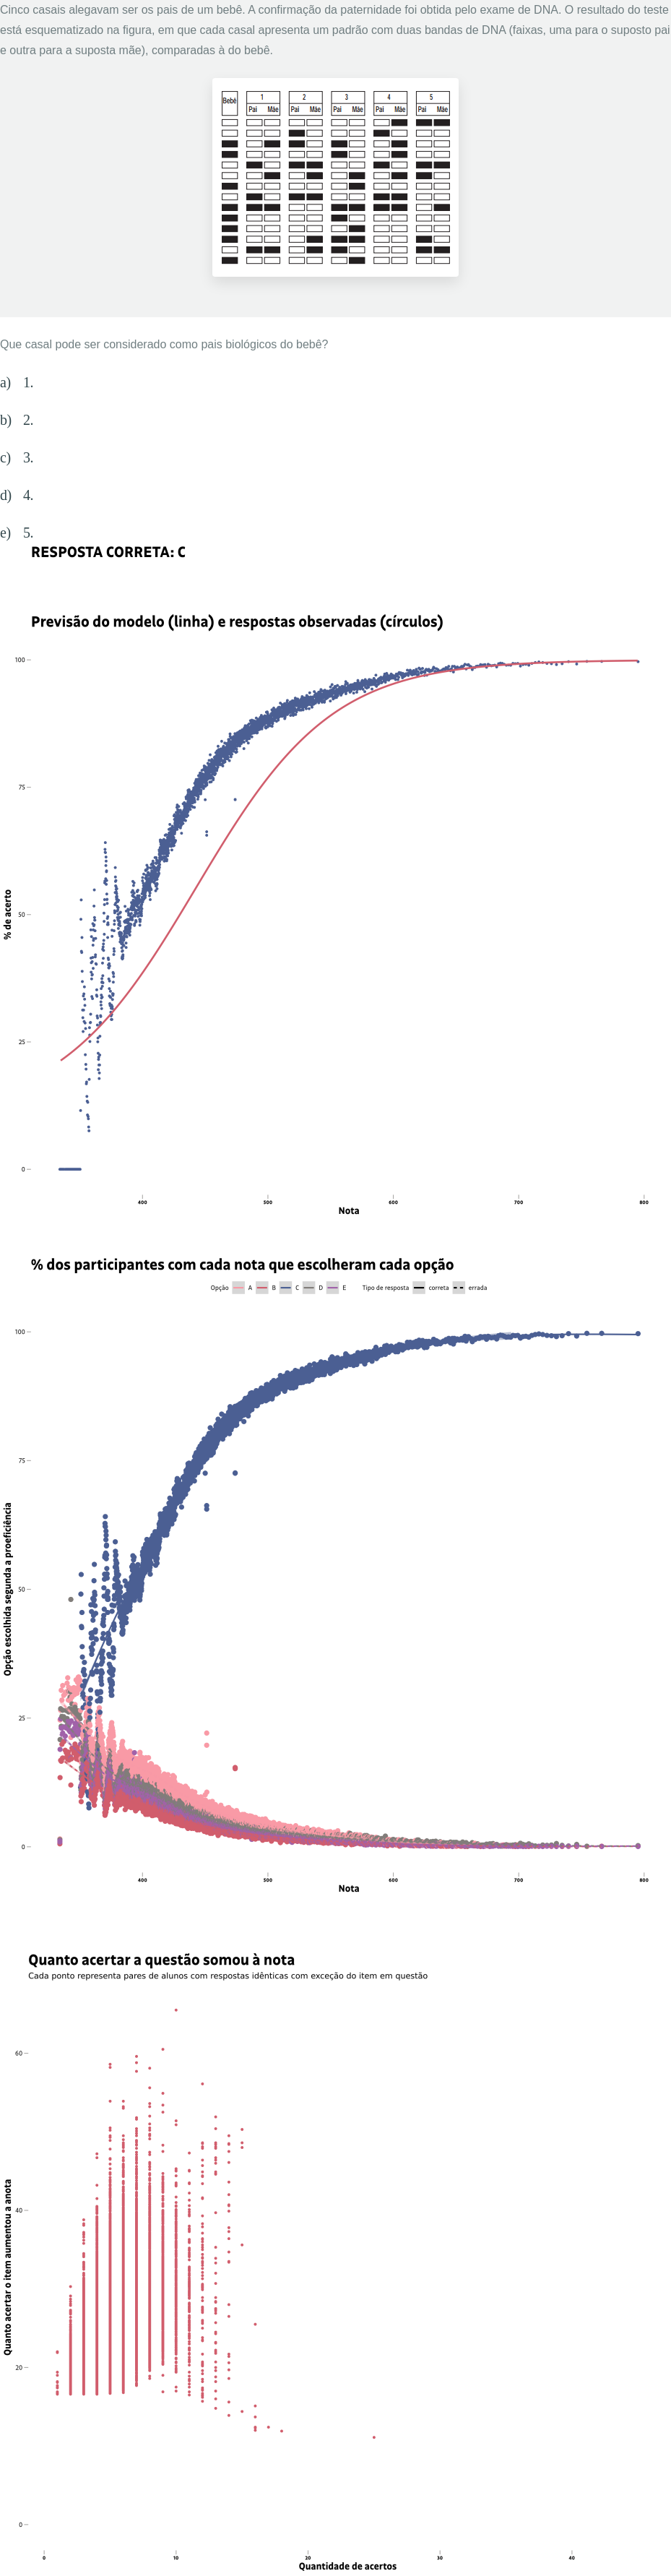 Cinco casais alegavam ser os pais de um bebê. A confirmação da paternidade foi obtida pelo exame de DNA. O resultado do teste
está esquematizado na figura, em que cada casal apresenta um padrão com duas bandas de DNA (faixas, uma para o suposto pai
e outra para a suposta mãe), comparadas à do bebê.
Bebê 1 2 3 4 5
Pai Mãe Pai Mãe Pai Mãe Pai Mãe Pai Mãe
Que casal pode ser considerado como pais biológicos do bebê?
a) 1.
b) 2.
c) 3.
d) 4.
e) 5.
RESPOSTA CORRETA: C
Previsão do modelo (linha) e respostas observadas (círculos)
100
75
50
25
0
% de acerto
400 500 600 700 800
Nota
% dos participantes com cada nota que escolheram cada opção
Opção A B C D E Tipo de resposta correta errada
100
75
50
25
0
Opção escolhida segunda a proeficiência
400 500 600 700 800
Nota
Quanto acertar a questão somou à nota
Cada ponto representa pares de alunos com respostas idênticas com exceção do item em questão
60
40
20
0
Quanto acertar o item aumentou a anota
0 10 20 30 40
Quantidade de acertos